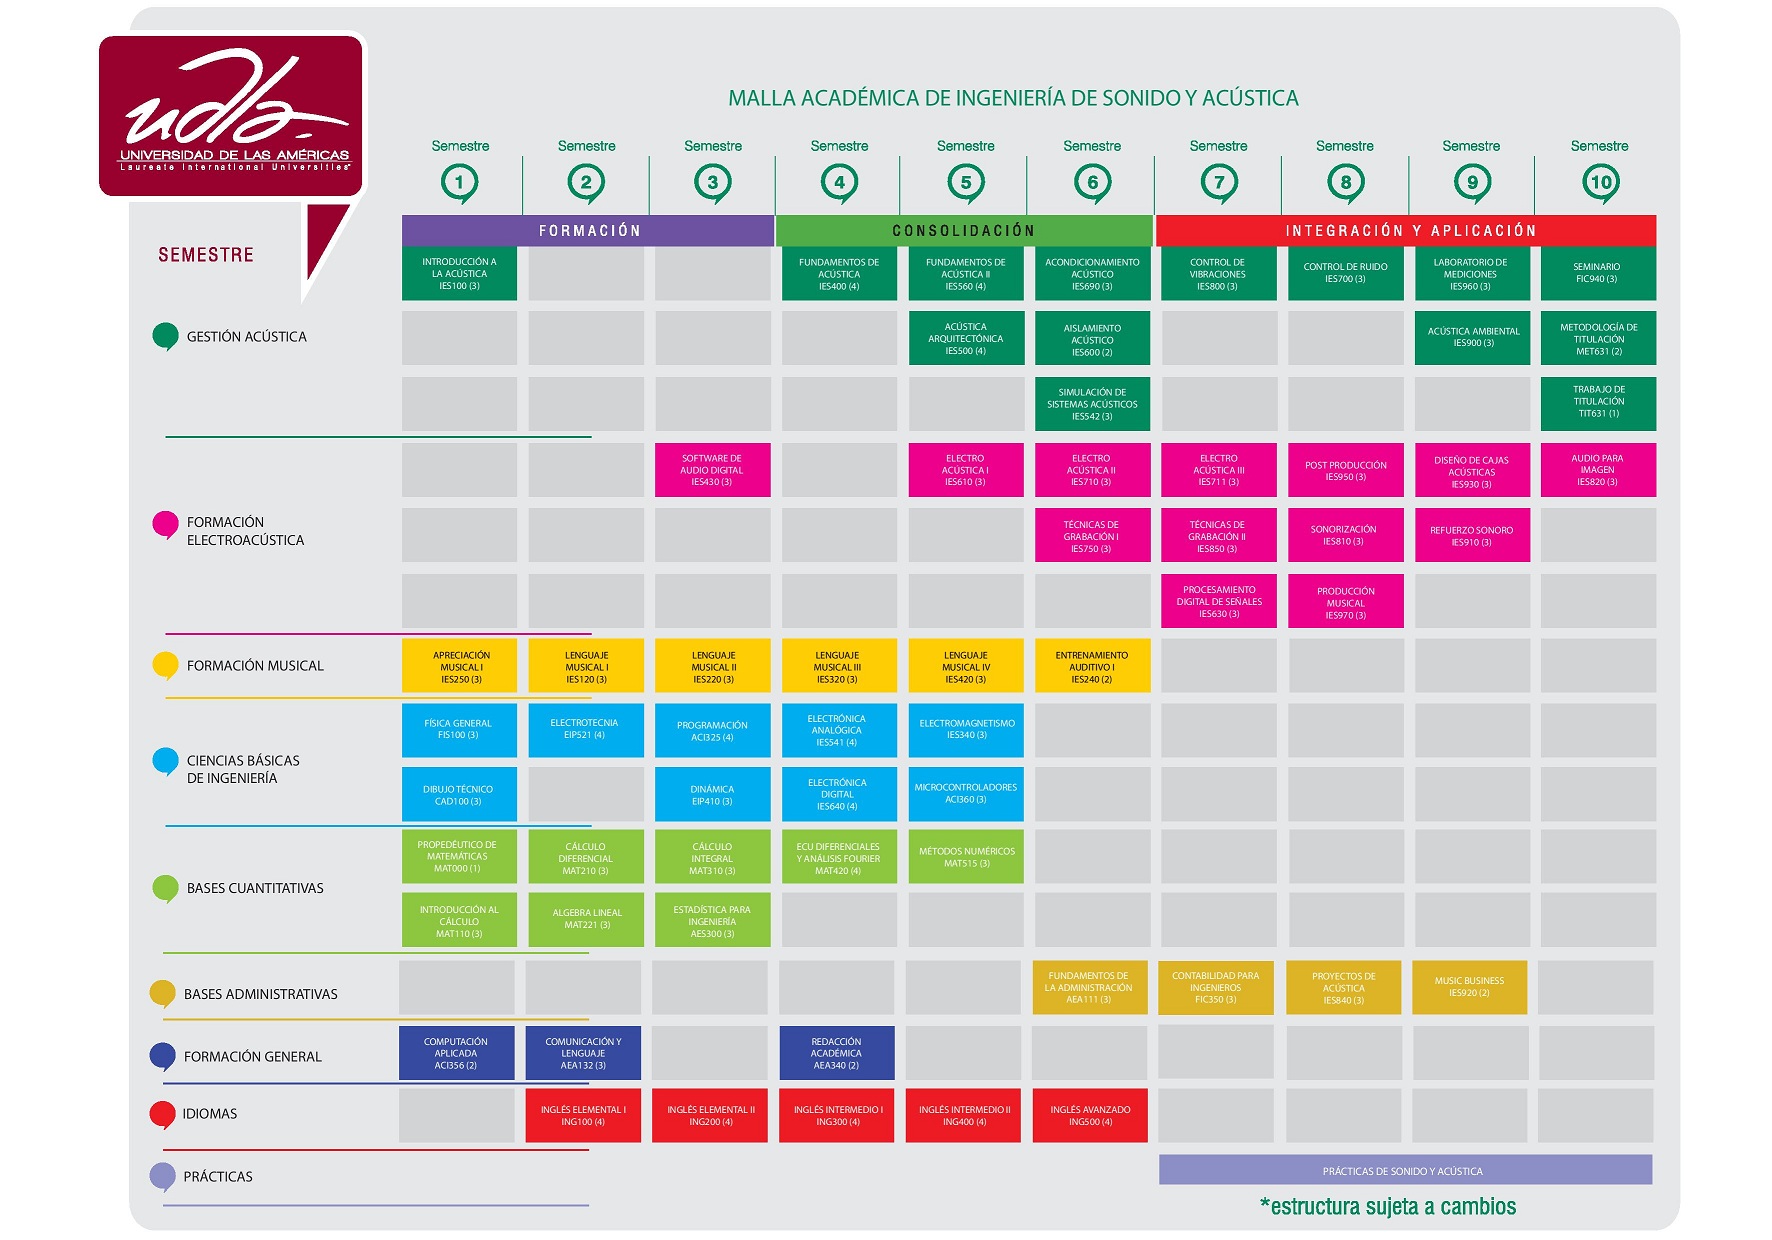 udla
UNIVERSIDAD DE LAS AMÉRICAS
Laureate International Universities®
MALLA ACADÉMICA DE INGENIERÍA DE SONIDO Y ACÚSTICA
Semestre Semestre Semestre Semestre Semestre Semestre Semestre Semestre Semestre Semestre
1 2 3 4 5 6 7 8 9 10
FORMACIÓN CONSOLIDACIÓN INTEGRACIÓN Y APLICACIÓN
SEMESTRE
GESTIÓN ACÚSTICA
INTRODUCCIÓN A
LA ACÚSTICA
IES100 (3)
FUNDAMENTOS DE
ACÚSTICA
IES400 (4)
FUNDAMENTOS DE
ACÚSTICA II
IES560 (4)
ACONDICIONAMIENTO
ACÚSTICO
IES690 (3)
CONTROL DE
VIBRACIONES
IES800 (3)
CONTROL DE RUIDO
IES700 (3)
LABORATORIO DE
MEDICIONES
IES960 (3)
SEMINARIO
FIC940 (3)
ACÚSTICA
ARQUITECTÓNICA
IES500 (4)
AISLAMIENTO
ACÚSTICO
IES600 (2)
ACÚSTICA AMBIENTAL
IES900 (3)
METODOLOGÍA DE
TITULACIÓN
MET631 (2)
SIMULACIÓN DE
SISTEMAS ACÚSTICOS
IES542 (3)
TRABAJO DE
TITULACIÓN
TIT631 (1)
FORMACIÓN
ELECTROACÚSTICA
SOFTWARE DE
AUDIO DIGITAL
IES430 (3)
ELECTRO
ACÚSTICA I
IES610 (3)
ELECTRO
ACÚSTICA II
IES710 (3)
ELECTRO
ACÚSTICA III
IES711 (3)
POST PRODUCCIÓN
IES950 (3)
DISEÑO DE CAJAS
ACÚSTICAS
IES930 (3)
AUDIO PARA
IMAGEN
IES820 (3)
TÉCNICAS DE
GRABACIÓN I
IES750 (3)
TÉCNICAS DE
GRABACIÓN II
IES850 (3)
SONORIZACIÓN
IES810 (3)
REFUERZO SONORO
IES910 (3)
PROCESAMIENTO
DIGITAL DE SEÑALES
IES630 (3)
PRODUCCIÓN
MUSICAL
IES970 (3)
FORMACIÓN MUSICAL
APRECIACIÓN
MUSICAL I
IES250 (3)
LENGUAJE
MUSICAL I
IES120 (3)
LENGUAJE
MUSICAL II
IES220 (3)
LENGUAJE
MUSICAL III
IES320 (3)
LENGUAJE
MUSICAL IV
IES420 (3)
ENTRENAMIENTO
AUDITIVO I
IES240 (2)
CIENCIAS BÁSICAS
DE INGENIERÍA
FÍSICA GENERAL
FIS100 (3)
ELECTROTECNIA
EIP521 (4)
PROGRAMACIÓN
ACI325 (4)
ELECTRÓNICA
ANALÓGICA
IES541 (4)
ELECTROMAGNETISMO
IES340 (3)
DIBUJO TÉCNICO
CAD100 (3)
DINÁMICA
EIP410 (3)
ELECTRÓNICA
DIGITAL
IES640 (4)
MICROCONTROLADORES
ACI360 (3)
BASES CUANTITATIVAS
PROPEDÉUTICO DE
MATEMÁTICAS
MAT000 (1)
CÁLCULO
DIFERENCIAL
MAT210 (3)
CÁLCULO
INTEGRAL
MAT310 (3)
ECU DIFERENCIALES
Y ANÁLISIS FOURIER
MAT420 (4)
MÉTODOS NUMÉRICOS
MAT515 (3)
INTRODUCCIÓN AL
CÁLCULO
MAT110 (3)
ALGEBRA LINEAL
MAT221 (3)
ESTADÍSTICA PARA
INGENIERÍA
AES300 (3)
BASES ADMINISTRATIVAS
FUNDAMENTOS DE
LA ADMINISTRACIÓN
AEA111 (3)
CONTABILIDAD PARA
INGENIEROS
FIC350 (3)
PROYECTOS DE
ACÚSTICA
IES840 (3)
MUSIC BUSINESS
IES920 (2)
FORMACIÓN GENERAL
COMPUTACIÓN
APLICADA
ACI356 (2)
COMUNICACIÓN Y
LENGUAJE
AEA132 (3)
REDACCIÓN
ACADÉMICA
AEA340 (2)
IDIOMAS
INGLÉS ELEMENTAL I
ING100 (4)
INGLÉS ELEMENTAL II
ING200 (4)
INGLÉS INTERMEDIO I
ING300 (4)
INGLÉS INTERMEDIO II
ING400 (4)
INGLÉS AVANZADO
ING500 (4)
PRÁCTICAS
PRÁCTICAS DE SONIDO Y ACÚSTICA
*estructura sujeta a cambios